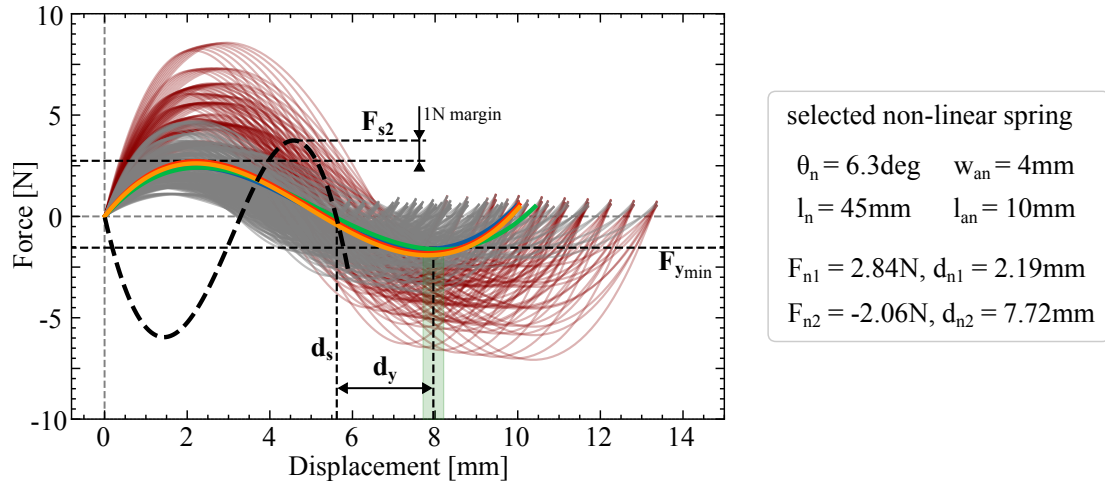 10
5
0
-5
-10
Force [N]
0
2
4
6
8
10
12
14
Displacement [mm]
F_s2
1N margin
F_y_min
d_s
d_y
selected non-linear spring
θ_n = 6.3deg w_an = 4mm
l_n = 45mm l_an = 10mm
F_n1 = 2.84N, d_n1 = 2.19mm
F_n2 = -2.06N, d_n2 = 7.72mm